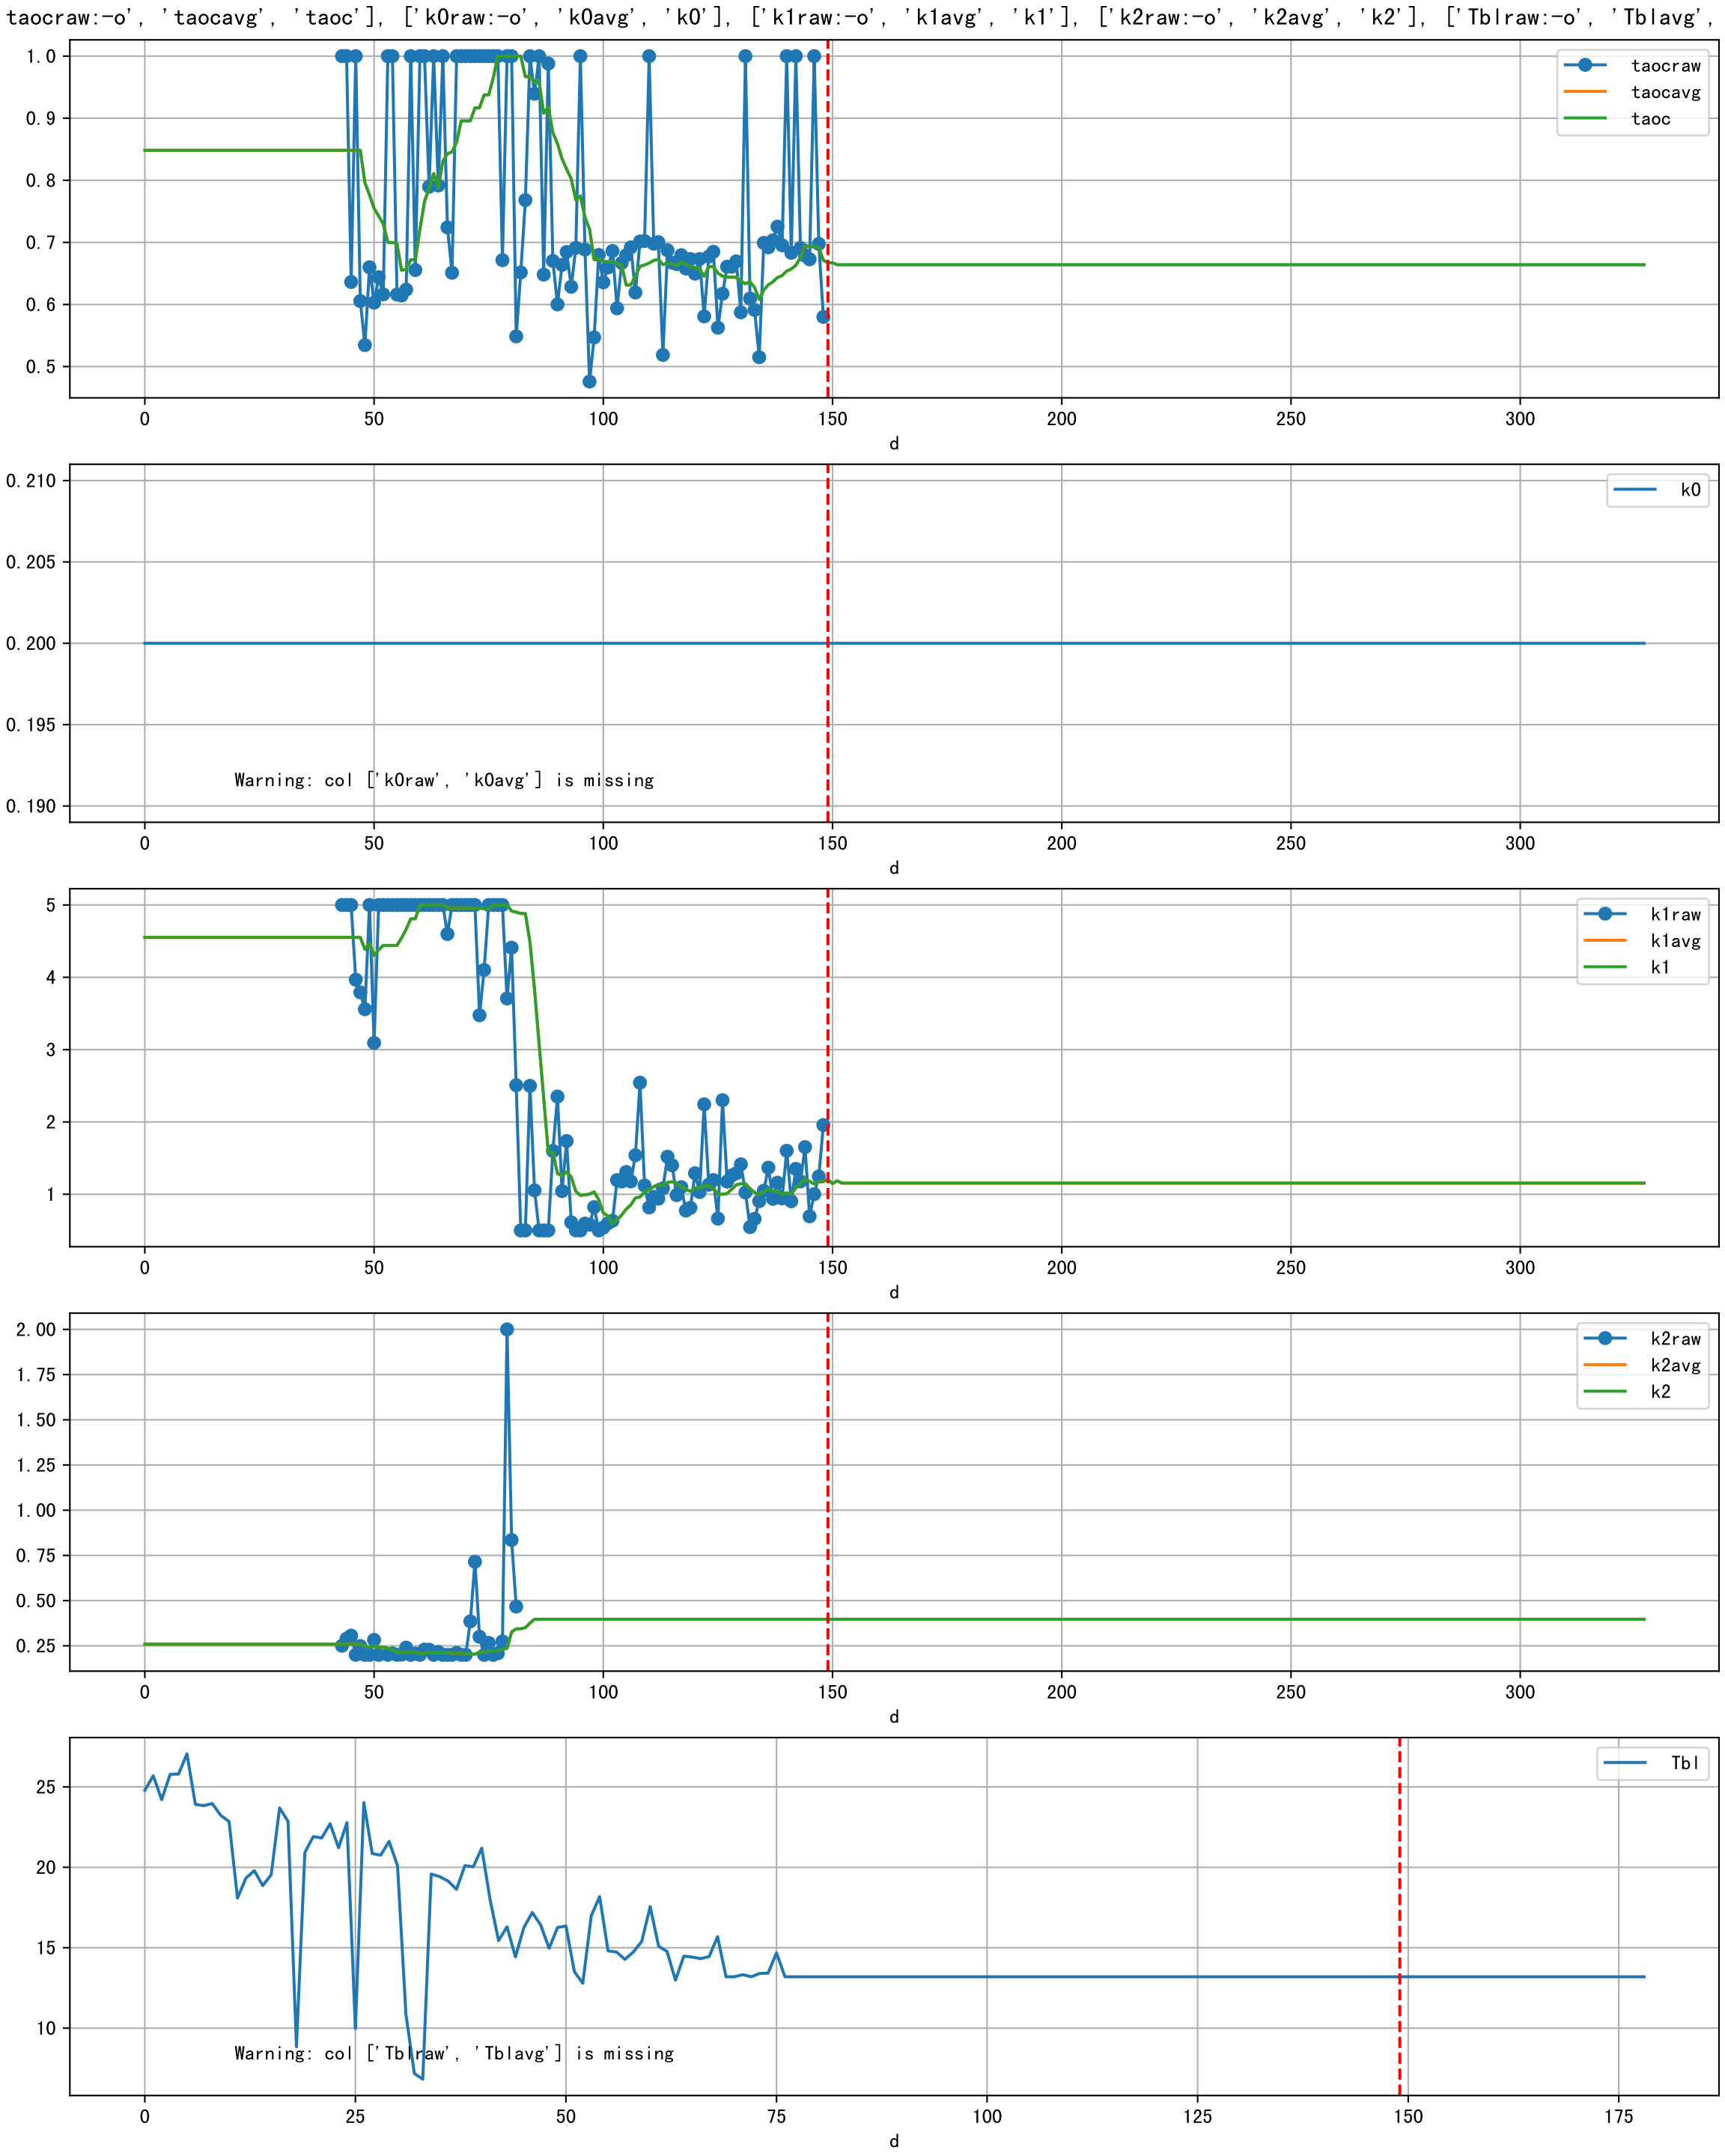 taocraw:-o', 'taocavg', 'taoc'], ['k0raw:-o', 'k0avg', 'k0'], ['k1raw:-o', 'k1avg', 'k1'], ['k2raw:-o', 'k2avg', 'k2'], ['Tblraw:-o', 'Tblavg',
1.0
0.9
0.8
0.7
0.6
0.5
taocraw
taocavg
taoc
0 50 100 150 200 250 300
d
0.210
0.205
0.200
0.195
0.190
k0
Warning: col ['k0raw', 'k0avg'] is missing
0 50 100 150 200 250 300
d
5
4
3
2
1
k1raw
k1avg
k1
0 50 100 150 200 250 300
d
2.00
1.75
1.50
1.25
1.00
0.75
0.50
0.25
k2raw
k2avg
k2
0 50 100 150 200 250 300
d
25
20
15
10
Tbl
Warning: col ['Tblraw', 'Tblavg'] is missing
0 25 50 75 100 125 150 175
d